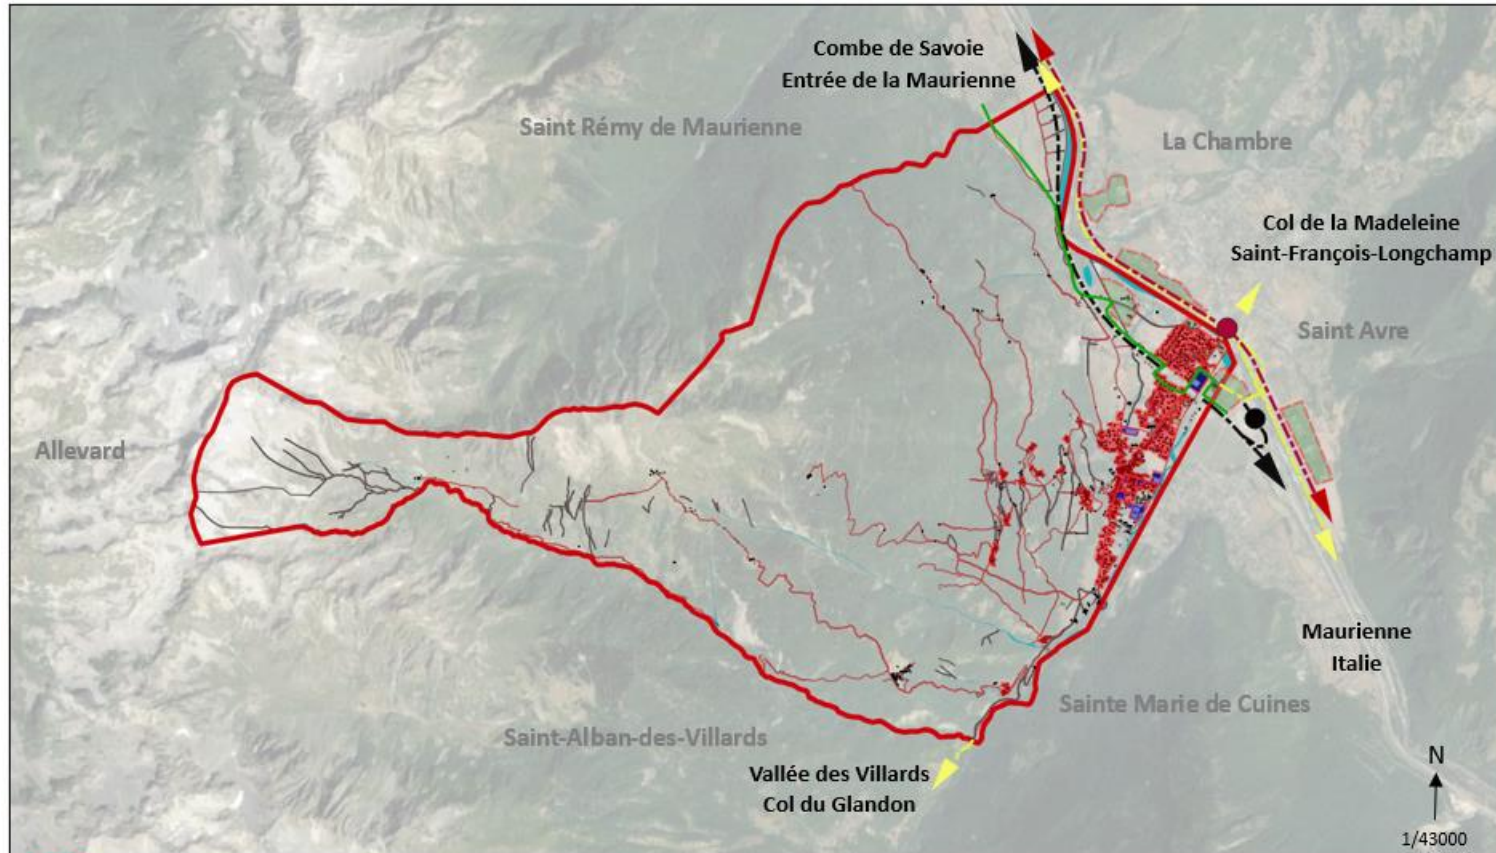 Combe de Savoie
Entrée de la Maurienne
Saint Rémy de Maurienne
La Chambre
Col de la Madeleine
Saint-François-Longchamp
Saint Avre
Allevard
Maurienne
Italie
Sainte Marie de Cuines
Saint-Alban-des-Villards
Vallée des Villards
Col du Glandon
N
1/43000